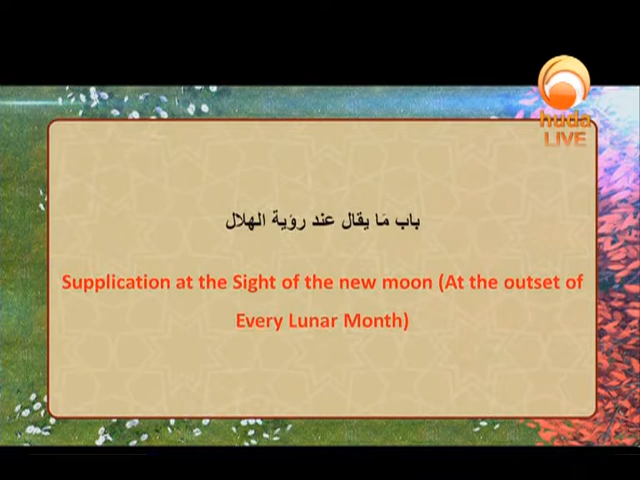 huda
LIVE
باب مَا يقال عند رؤية الهلال
Supplication at the Sight of the new moon (At the outset of
Every Lunar Month)